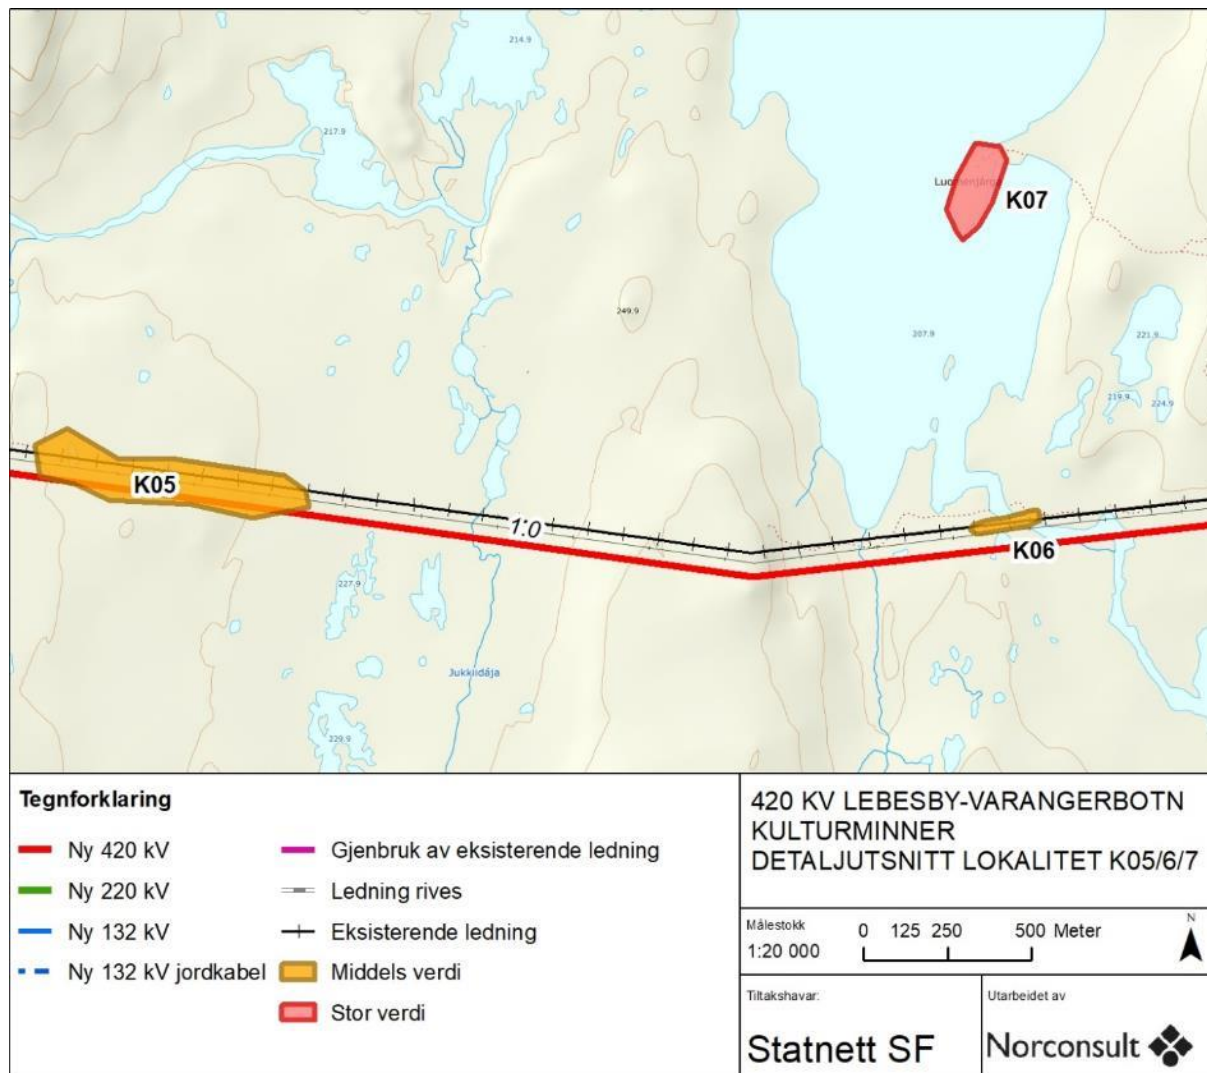 214.9
217.9
Luovvanjárga
K07
249.9
207.9
221.9
219.9
224.9
K05
1.0
K06
227.9
Jukkiidája
229.9
Tegnforklaring
Ny 420 kV
Ny 220 kV
Ny 132 kV
Ny 132 kV jordkabel
Gjenbruk av eksisterende ledning
Ledning rives
Eksisterende ledning
Middels verdi
Stor verdi
420 KV LEBESBY-VARANGERBOTN
KULTURMINNER
DETALJUTSNITT LOKALITET K05/6/7
Målestokk
1:20 000
0 125 250 500 Meter
N
Tiltakshavar:
Statnett SF
Utarbeidet av
Norconsult